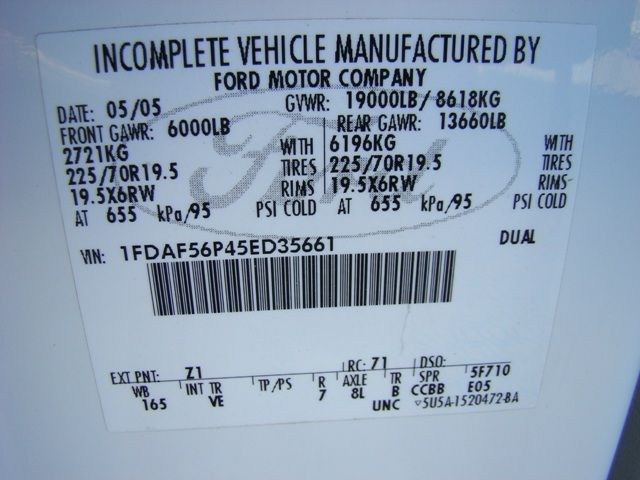 INCOMPLETE VEHICLE MANUFACTURED BY
FORD MOTOR COMPANY
DATE: 05/05 GVWR: 19000LB/8618KG
FRONT GAWR: 6000LB REAR GAWR: 13660LB
2721KG WITH 6196KG WITH
225/70R19.5 TIRES 225/70R19.5 TIRES
19.5X6RW RIMS 19.5X6RW RIMS
AT 655 kPa/95 PSI COLD AT 655 kPa/95 PSI COLD
VIN: 1FDAF56P45ED35661 DUAL
Ford
EXT PNT: Z1 RC: 71 DSO:
WB INT TR TP/PS R AXLE TR SPR 5F710
165 VE 7 8L B CCBB E05
UNC ▽5U5A-1520472-BA